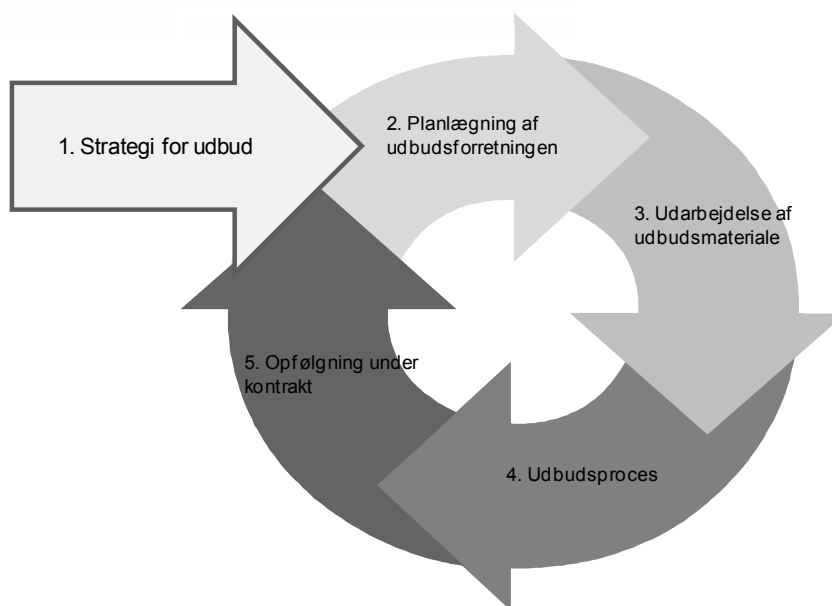 1. Strategi for udbud
2. Planlægning af
udbudsforretningen
3. Udarbejdelse af
udbudsmateriale
4. Udbudsproces
5. Opfølgning under
kontrakt